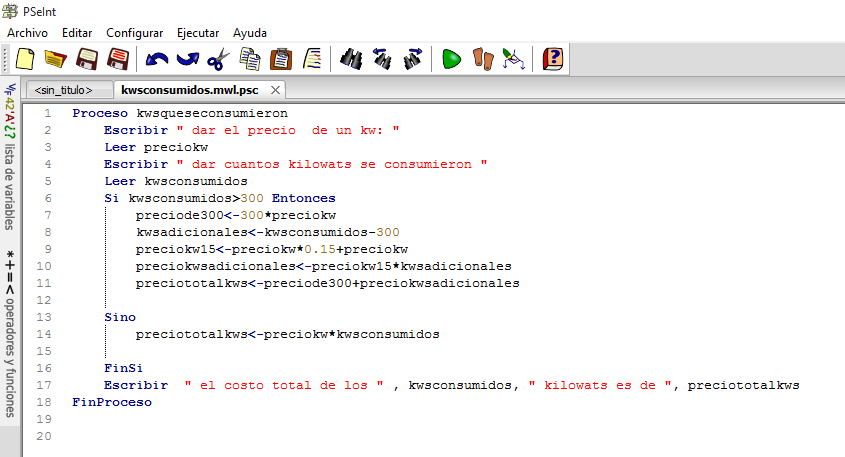 PSeInt
Archivo Editar Configurar Ejecutar Ayuda
<sin_titulo> kwsconsumidos.mwl.psc
lista de variables
*+=< operadores y funciones
1 Proceso kwsqueseconsumieron
2 Escribir " dar el precio  de un kw: "
3 Leer preciokw
4 Escribir " dar cuantos kilowats se consumieron "
5 Leer kwsconsumidos
6 Si kwsconsumidos>300 Entonces
7 preciode300<-300*preciokw
8 kwsadicionales<-kwsconsumidos-300
9 preciokw15<-preciokw*0.15+preciokw
10 preciokwsadicionales<-preciokw15*kwsadicionales
11 preciototalkws<-preciode300+preciokwsadicionales
12
13 Sino
14 preciototalkws<-preciokw*kwsconsumidos
15
16 FinSi
17 Escribir  " el costo total de los " , kwsconsumidos, " kilowats es de ", preciototalkws
18 FinProceso
19
20